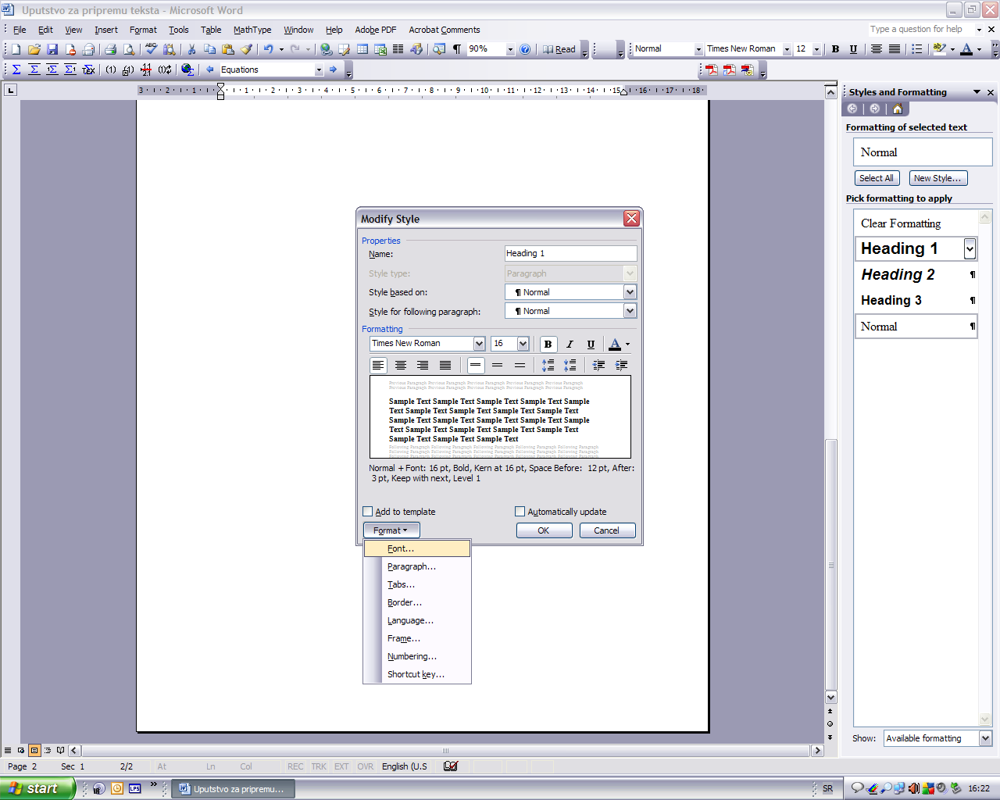 Uputstvo za pripremu teksta - Microsoft Word
File Edit View Insert Format Tools Table MathType Window Help Adobe PDF Acrobat Comments
Type a question for help
90% Read Normal Times New Roman 12 B U
Equations
3 2 1 1 2 3 4 5 6 7 8 9 10 11 12 13 14 15 16 17 18
Styles and Formatting
Formatting of selected text
Normal
Select All New Style...
Pick formatting to apply
Clear Formatting
Heading 1
Heading 2 ¶
Heading 3 ¶
Normal ¶
Show: Available formatting
Modify Style
Properties
Name: Heading 1
Style type: Paragraph
Style based on: ¶ Normal
Style for following paragraph: ¶ Normal
Formatting
Times New Roman 16 B I U A
Previous Paragraph Previous Paragraph Previous Paragraph Previous Paragraph Previous Paragraph
Previous Paragraph Previous Paragraph Previous Paragraph Previous Paragraph Previous Paragraph
Sample Text Sample Text Sample Text Sample Text Sample
Text Sample Text Sample Text Sample Text Sample Text
Sample Text Sample Text Sample Text Sample Text Sample
Text Sample Text Sample Text Sample Text Sample Text
Sample Text Sample Text Sample Text
Following Paragraph Following Paragraph Following Paragraph Following Paragraph Following Paragraph
Following Paragraph Following Paragraph Following Paragraph Following Paragraph Following Paragraph
Following Paragraph Following Paragraph Following Paragraph Following Paragraph Following Paragraph
Normal + Font: 16 pt, Bold, Kern at 16 pt, Space Before: 12 pt, After:
3 pt, Keep with next, Level 1
Add to template Automatically update
Format OK Cancel
Font...
Paragraph...
Tabs...
Border...
Language...
Frame...
Numbering...
Shortcut key...
Page 2 Sec 1 2/2 At Ln Col REC TRK EXT OVR English (U.S
start LPS » Uputstvo za pripremu... SR 16:22